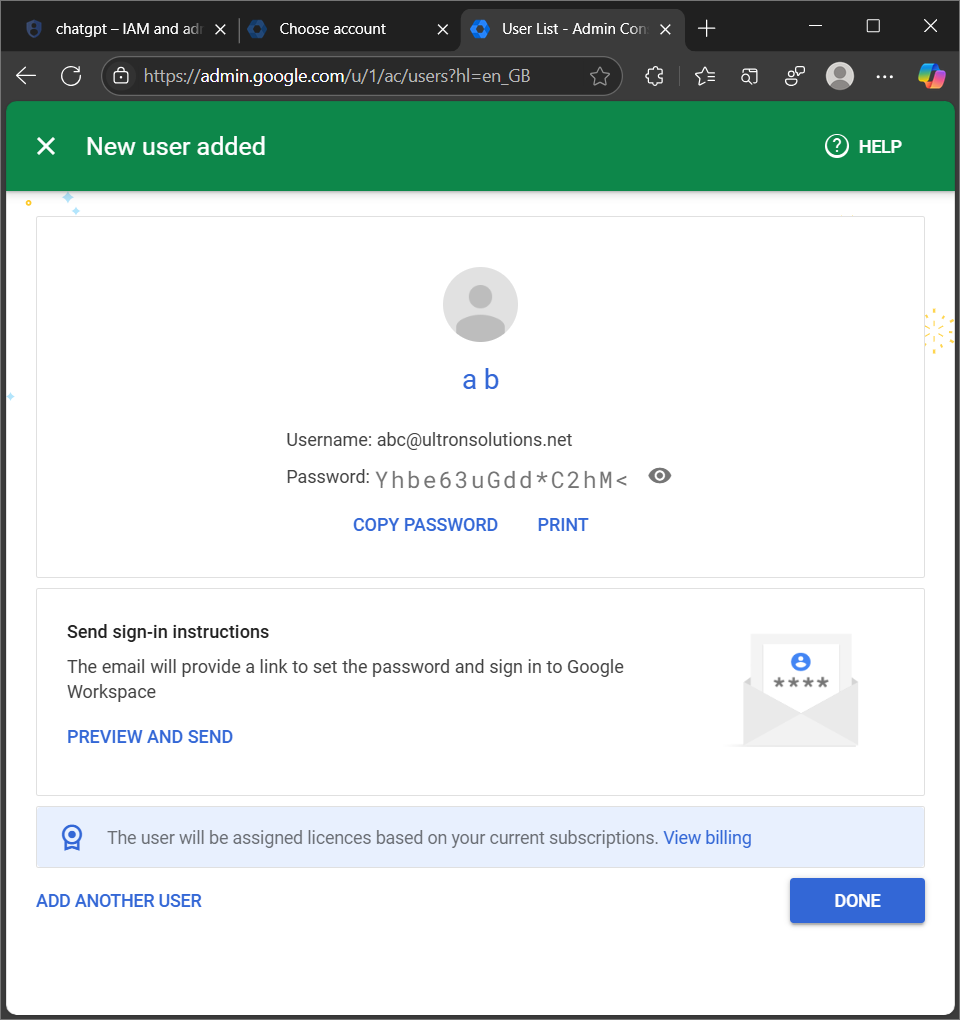 chatgpt – IAM and adr
Choose account
User List - Admin Con
https://admin.google.com/u/1/ac/users?hl=en_GB
New user added
? HELP
a b
Username: abc@ultronsolutions.net
Password: Yhbe63uGdd*C2hM<
COPY PASSWORD PRINT
Send sign-in instructions
The email will provide a link to set the password and sign in to Google
Workspace
****
PREVIEW AND SEND
The user will be assigned licences based on your current subscriptions. View billing
ADD ANOTHER USER
DONE